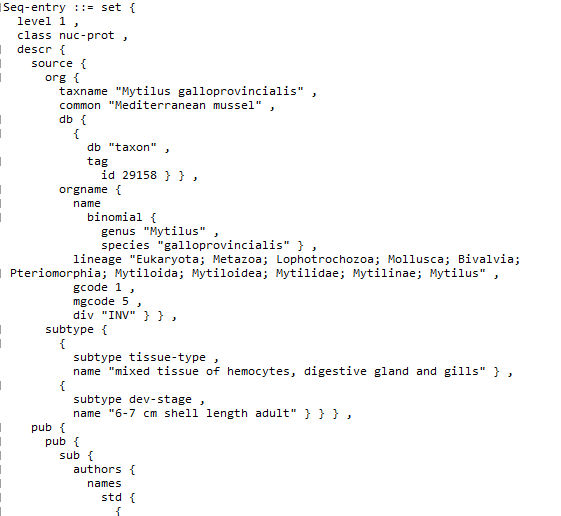 Seq-entry ::= set {
level 1 ,
class nuc-prot ,
descr {
source {
org {
taxname "Mytilus galloprovincialis" ,
common "Mediterranean mussel" ,
db {
{
db "taxon" ,
tag
id 29158 } } ,
orgname {
name
binomial {
genus "Mytilus" ,
species "galloprovincialis" } ,
lineage "Eukaryota; Metazoa; Lophotrochozoa; Mollusca; Bivalvia;
Pteriomorphia; Mytiloida; Mytiloidea; Mytilidae; Mytilinae; Mytilus" ,
gcode 1 ,
mgcode 5 ,
div "INV" } } ,
subtype {
{
subtype tissue-type ,
name "mixed tissue of hemocytes, digestive gland and gills" } ,
{
subtype dev-stage ,
name "6-7 cm shell length adult" } } } ,
pub {
pub {
sub {
authors {
names
std {
{